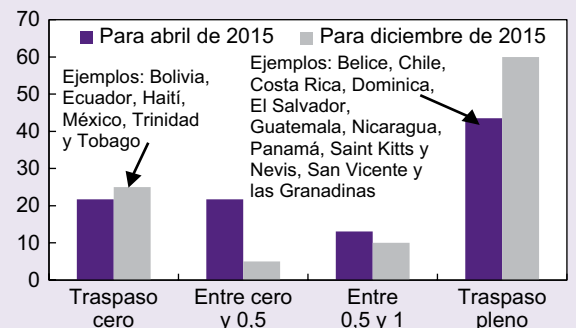 70
60
50
40
30
20
10
0
Para abril de 2015
Para diciembre de 2015
Ejemplos: Bolivia,
Ecuador, Haití,
México, Trinidad
y Tobago
Ejemplos: Belice, Chile,
Costa Rica, Dominica,
El Salvador,
Guatemala, Nicaragua,
Panamá, Saint Kitts y
Nevis, San Vicente y
las Granadinas
Traspaso
cero
Entre cero
y 0,5
Entre
0,5 y 1
Traspaso
pleno